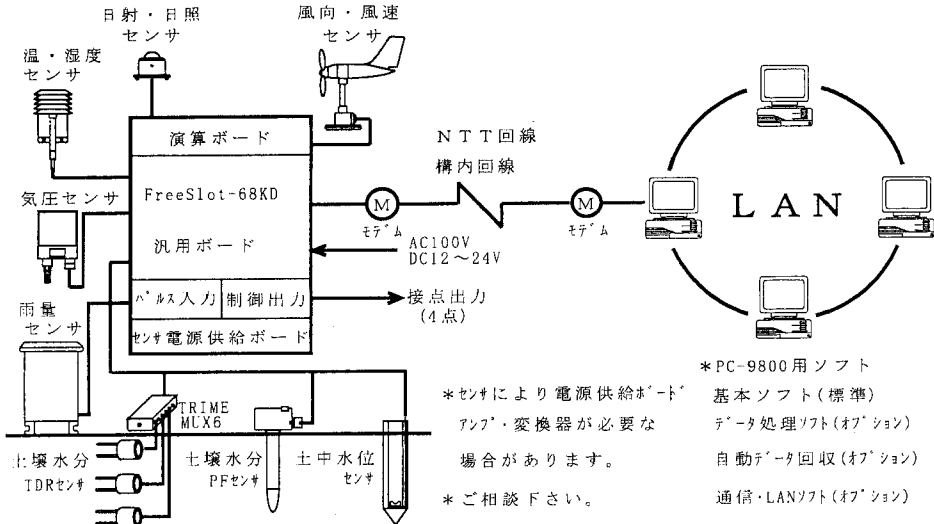 日射・日照
センサ
風向・風速
センサ
温・湿度
センサ
演算ボード
FreeSlot-68KD
汎用ボード
パルス入力
制御出力
センサ電源供給ボード
気圧センサ
雨量
センサ
NTT回線
構内回線
M
モデム
M
モデム
LAN
AC100V
DC12～24V
接点出力
(4点)
TRIME
MUX6
土壌水分
TDRセンサ
土壌水分
PFセンサ
土中水位
センサ
*センサにより電源供給ボード
アンプ・変換器が必要な
場合があります。
*ご相談下さい。
*PC-9800用ソフト
基本ソフト(標準)
データ処理ソフト(オプション)
自動データ回収(オプション)
通信・LANソフト(オプション)